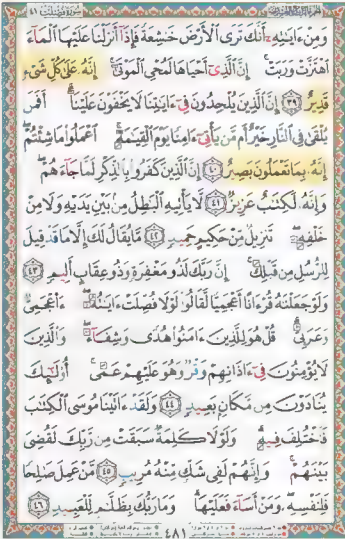 وَمِنْ ءَايَٰتِهِۦٓ أَنَّكَ تَرَى ٱلْأَرْضَ خَٰشِعَةً فَإِذَآ أَنزَلْنَا عَلَيْهَا ٱلْمَآءَ
ٱهْتَزَّتْ وَرَبَتْ ۚ إِنَّ ٱلَّذِىٓ أَحْيَاهَا لَمُحْىِ ٱلْمَوْتَىٰٓ ۚ إِنَّهُۥ عَلَىٰ كُلِّ شَىْءٍ
قَدِيرٌ ٣٩ إِنَّ ٱلَّذِينَ يُلْحِدُونَ فِىٓ ءَايَٰتِنَا لَا يَخْفَوْنَ عَلَيْنَآ ۗ أَفَمَن
يُلْقَىٰ فِى ٱلنَّارِ خَيْرٌ أَم مَّن يَأْتِىٓ ءَامِنًا يَوْمَ ٱلْقِيَٰمَةِ ۚ ٱعْمَلُوا۟ مَا شِئْتُمْ ۖ
إِنَّهُۥ بِمَا تَعْمَلُونَ بَصِيرٌ ٤٠ إِنَّ ٱلَّذِينَ كَفَرُوا۟ بِٱلذِّكْرِ لَمَّا جَآءَهُمْ ۖ
وَإِنَّهُۥ لَكِتَٰبٌ عَزِيزٌ ٤١ لَّا يَأْتِيهِ ٱلْبَٰطِلُ مِنۢ بَيْنِ يَدَيْهِ وَلَا مِنْ
خَلْفِهِۦ ۖ تَنزِيلٌ مِّنْ حَكِيمٍ حَمِيدٍ ٤٢ مَّا يُقَالُ لَكَ إِلَّا مَا قَدْ قِيلَ
لِلرُّسُلِ مِن قَبْلِكَ ۚ إِنَّ رَبَّكَ لَذُو مَغْفِرَةٍ وَذُو عِقَابٍ أَلِيمٍ ٤٣
وَلَوْ جَعَلْنَٰهُ قُرْءَانًا أَعْجَمِيًّا لَّقَالُوا۟ لَوْلَا فُصِّلَتْ ءَايَٰتُهُۥٓ ۖ ءَا۬عْجَمِىٌّ
وَعَرَبِىٌّ ۗ قُلْ هُوَ لِلَّذِينَ ءَامَنُوا۟ هُدًى وَشِفَآءٌ ۖ وَٱلَّذِينَ
لَا يُؤْمِنُونَ فِىٓ ءَاذَانِهِمْ وَقْرٌ وَهُوَ عَلَيْهِمْ عَمًى ۚ أُو۟لَٰٓئِكَ
يُنَادَوْنَ مِن مَّكَانٍۭ بَعِيدٍ ٤٤ وَلَقَدْ ءَاتَيْنَا مُوسَى ٱلْكِتَٰبَ
فَٱخْتُلِفَ فِيهِ ۗ وَلَوْلَا كَلِمَةٌ سَبَقَتْ مِن رَّبِّكَ لَقُضِىَ
بَيْنَهُمْ ۚ وَإِنَّهُمْ لَفِى شَكٍّ مِّنْهُ مُرِيبٍ ٤٥ مَّنْ عَمِلَ صَٰلِحًا
فَلِنَفْسِهِۦ ۖ وَمَنْ أَسَآءَ فَعَلَيْهَا ۗ وَمَا رَبُّكَ بِظَلَّٰمٍ لِّلْعَبِيدِ ٤٦
٤٨١